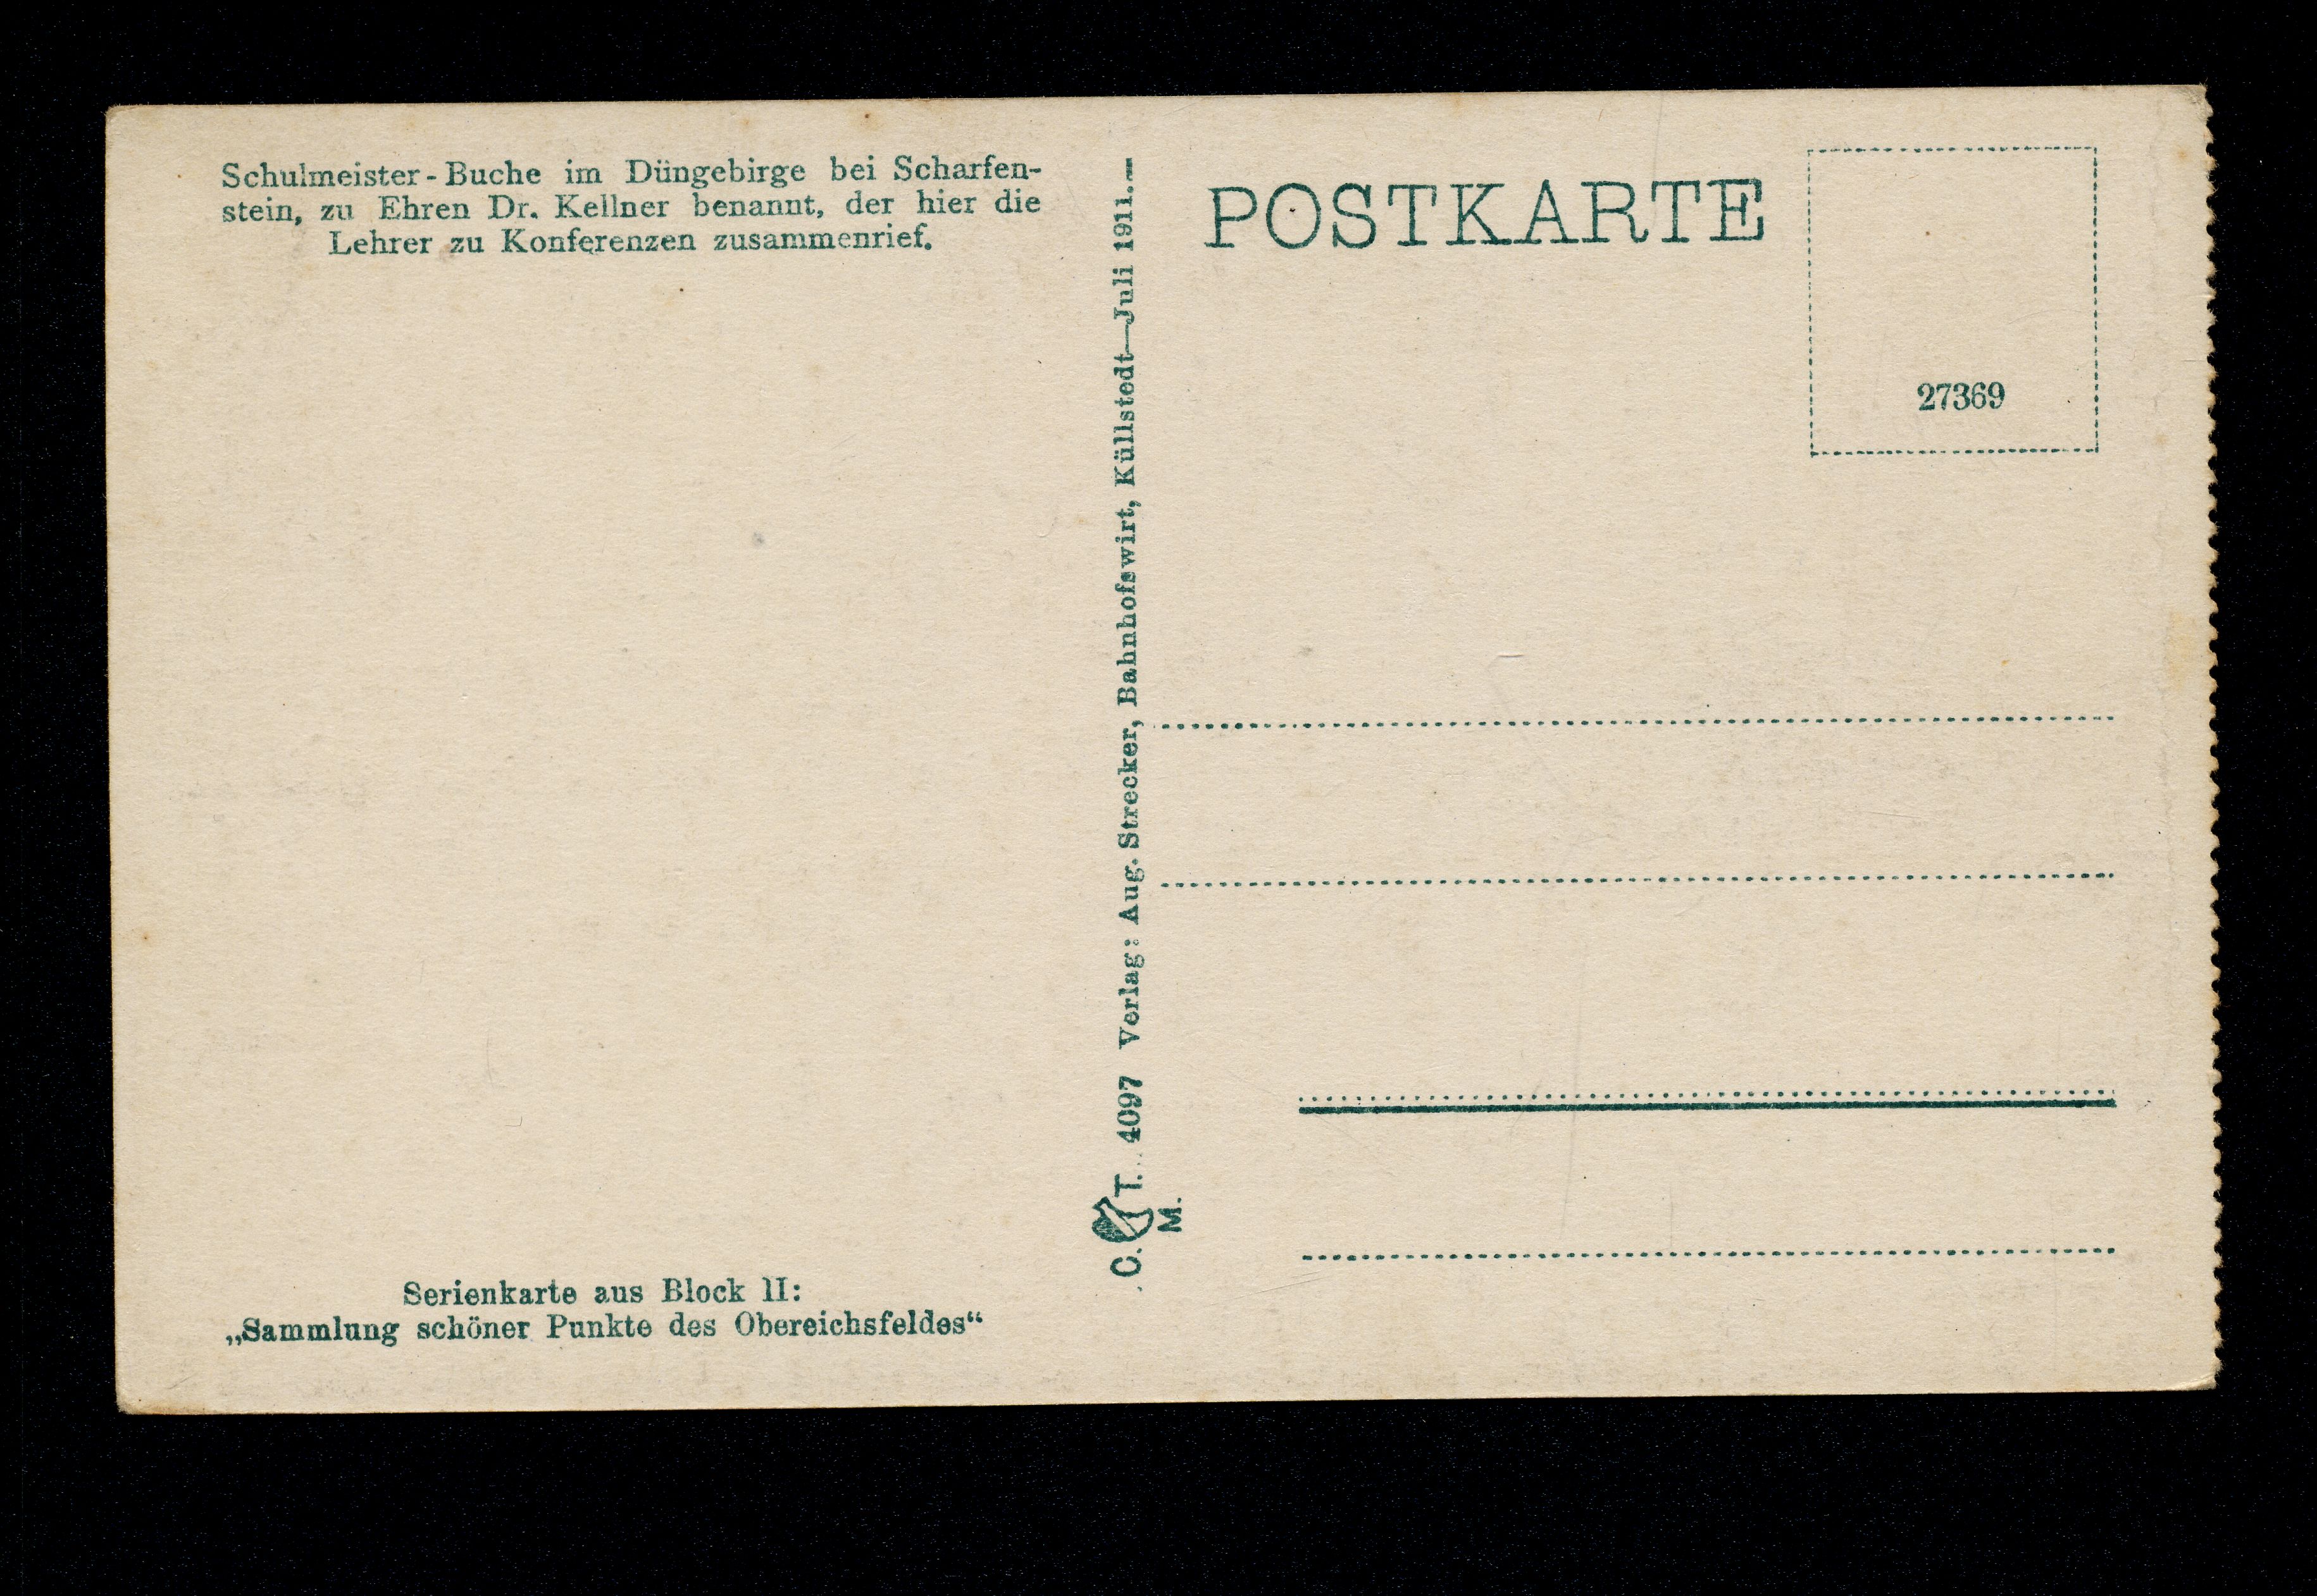 Schulmeister-Buche im Düngebirge bei Scharfen-
stein, zu Ehren Dr. Kellner benannt, der hier die
Lehrer zu Konferenzen zusammenrief.
Serienkarte aus Block II:
„Sammlung schöner Punkte des Obereichsfeldes“
C. T. M. 4097 Verlag: Aug. Strecker, Bahnhofswirt, Küllstedt—Juli 1911.—
POSTKARTE
27369